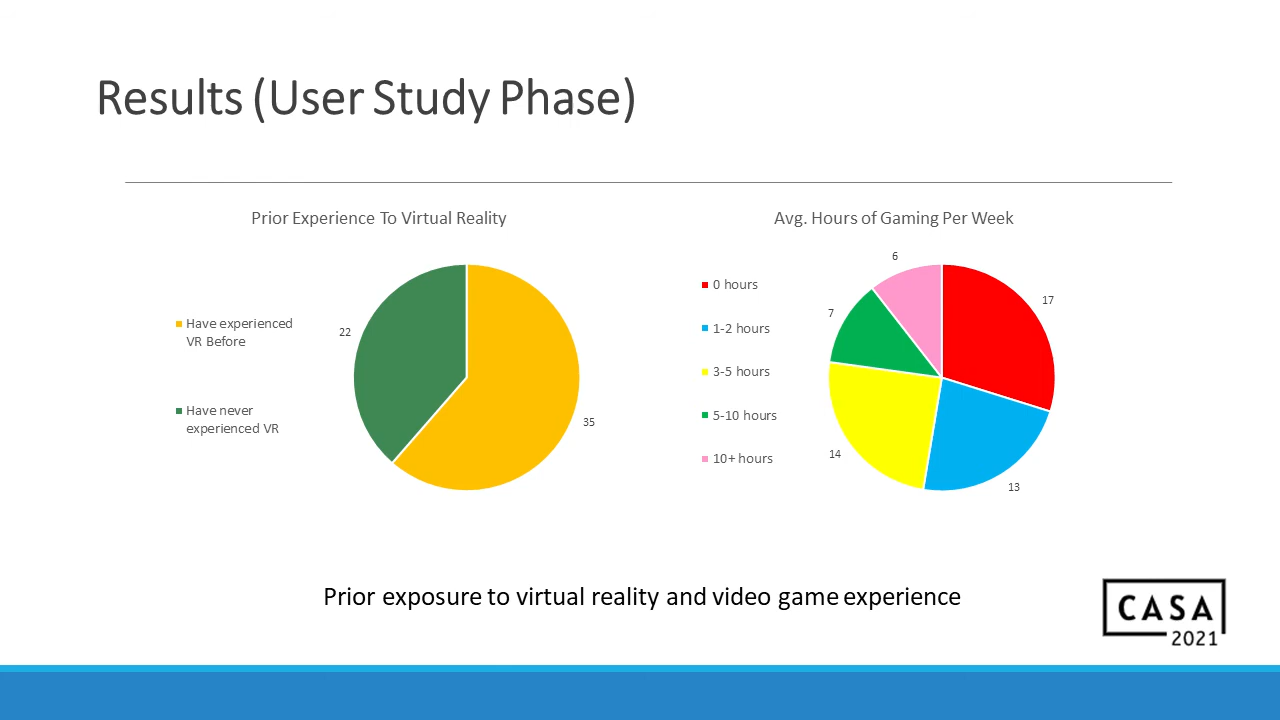 Results (User Study Phase)
Prior Experience To Virtual Reality
Have experienced
VR Before
Have never
experienced VR
22
35
Avg. Hours of Gaming Per Week
0 hours
1-2 hours
3-5 hours
5-10 hours
10+ hours
6
17
7
14
13
Prior exposure to virtual reality and video game experience
CASA
2021